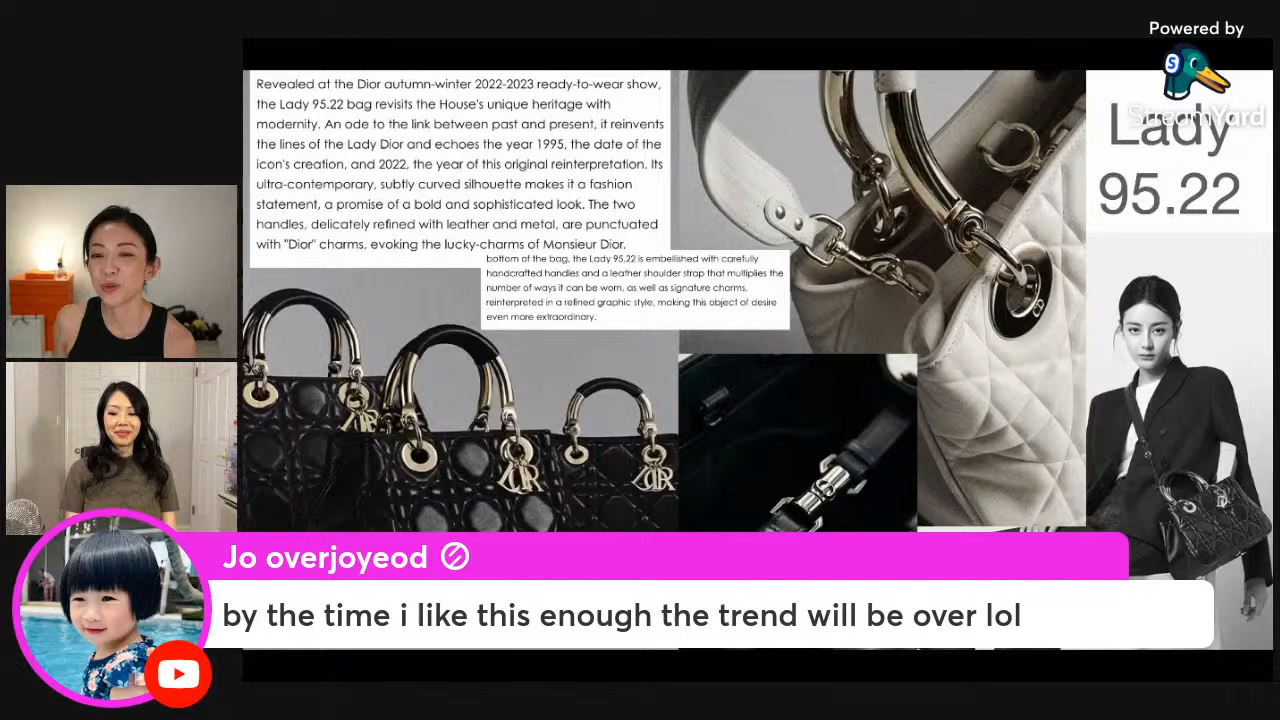 Powered by
StreamYard
Revealed at the Dior autumn-winter 2022-2023 ready-to-wear show,
the Lady 95.22 bag revisits the House's unique heritage with
modernity. An ode to the link between past and present, it reinvents
the lines of the Lady Dior and echoes the year 1995, the date of the
icon's creation, and 2022, the year of this original reinterpretation. Its
ultra-contemporary, subtly curved silhouette makes it a fashion
statement, a promise of a bold and sophisticated look. The two
handles, delicately refined with leather and metal, are punctuated
with "Dior" charms, evoking the lucky-charms of Monsieur Dior.
bottom of the bag, the Lady 95.22 is embellished with carefully
handcrafted handles and a leather shoulder strap that multiplies the
number of ways it can be worn, as well as signature charms,
reinterpreted in a refined graphic style, making this object of desire
even more extraordinary.
Lady
95.22
Jo overjoyeod
by the time i like this enough the trend will be over lol